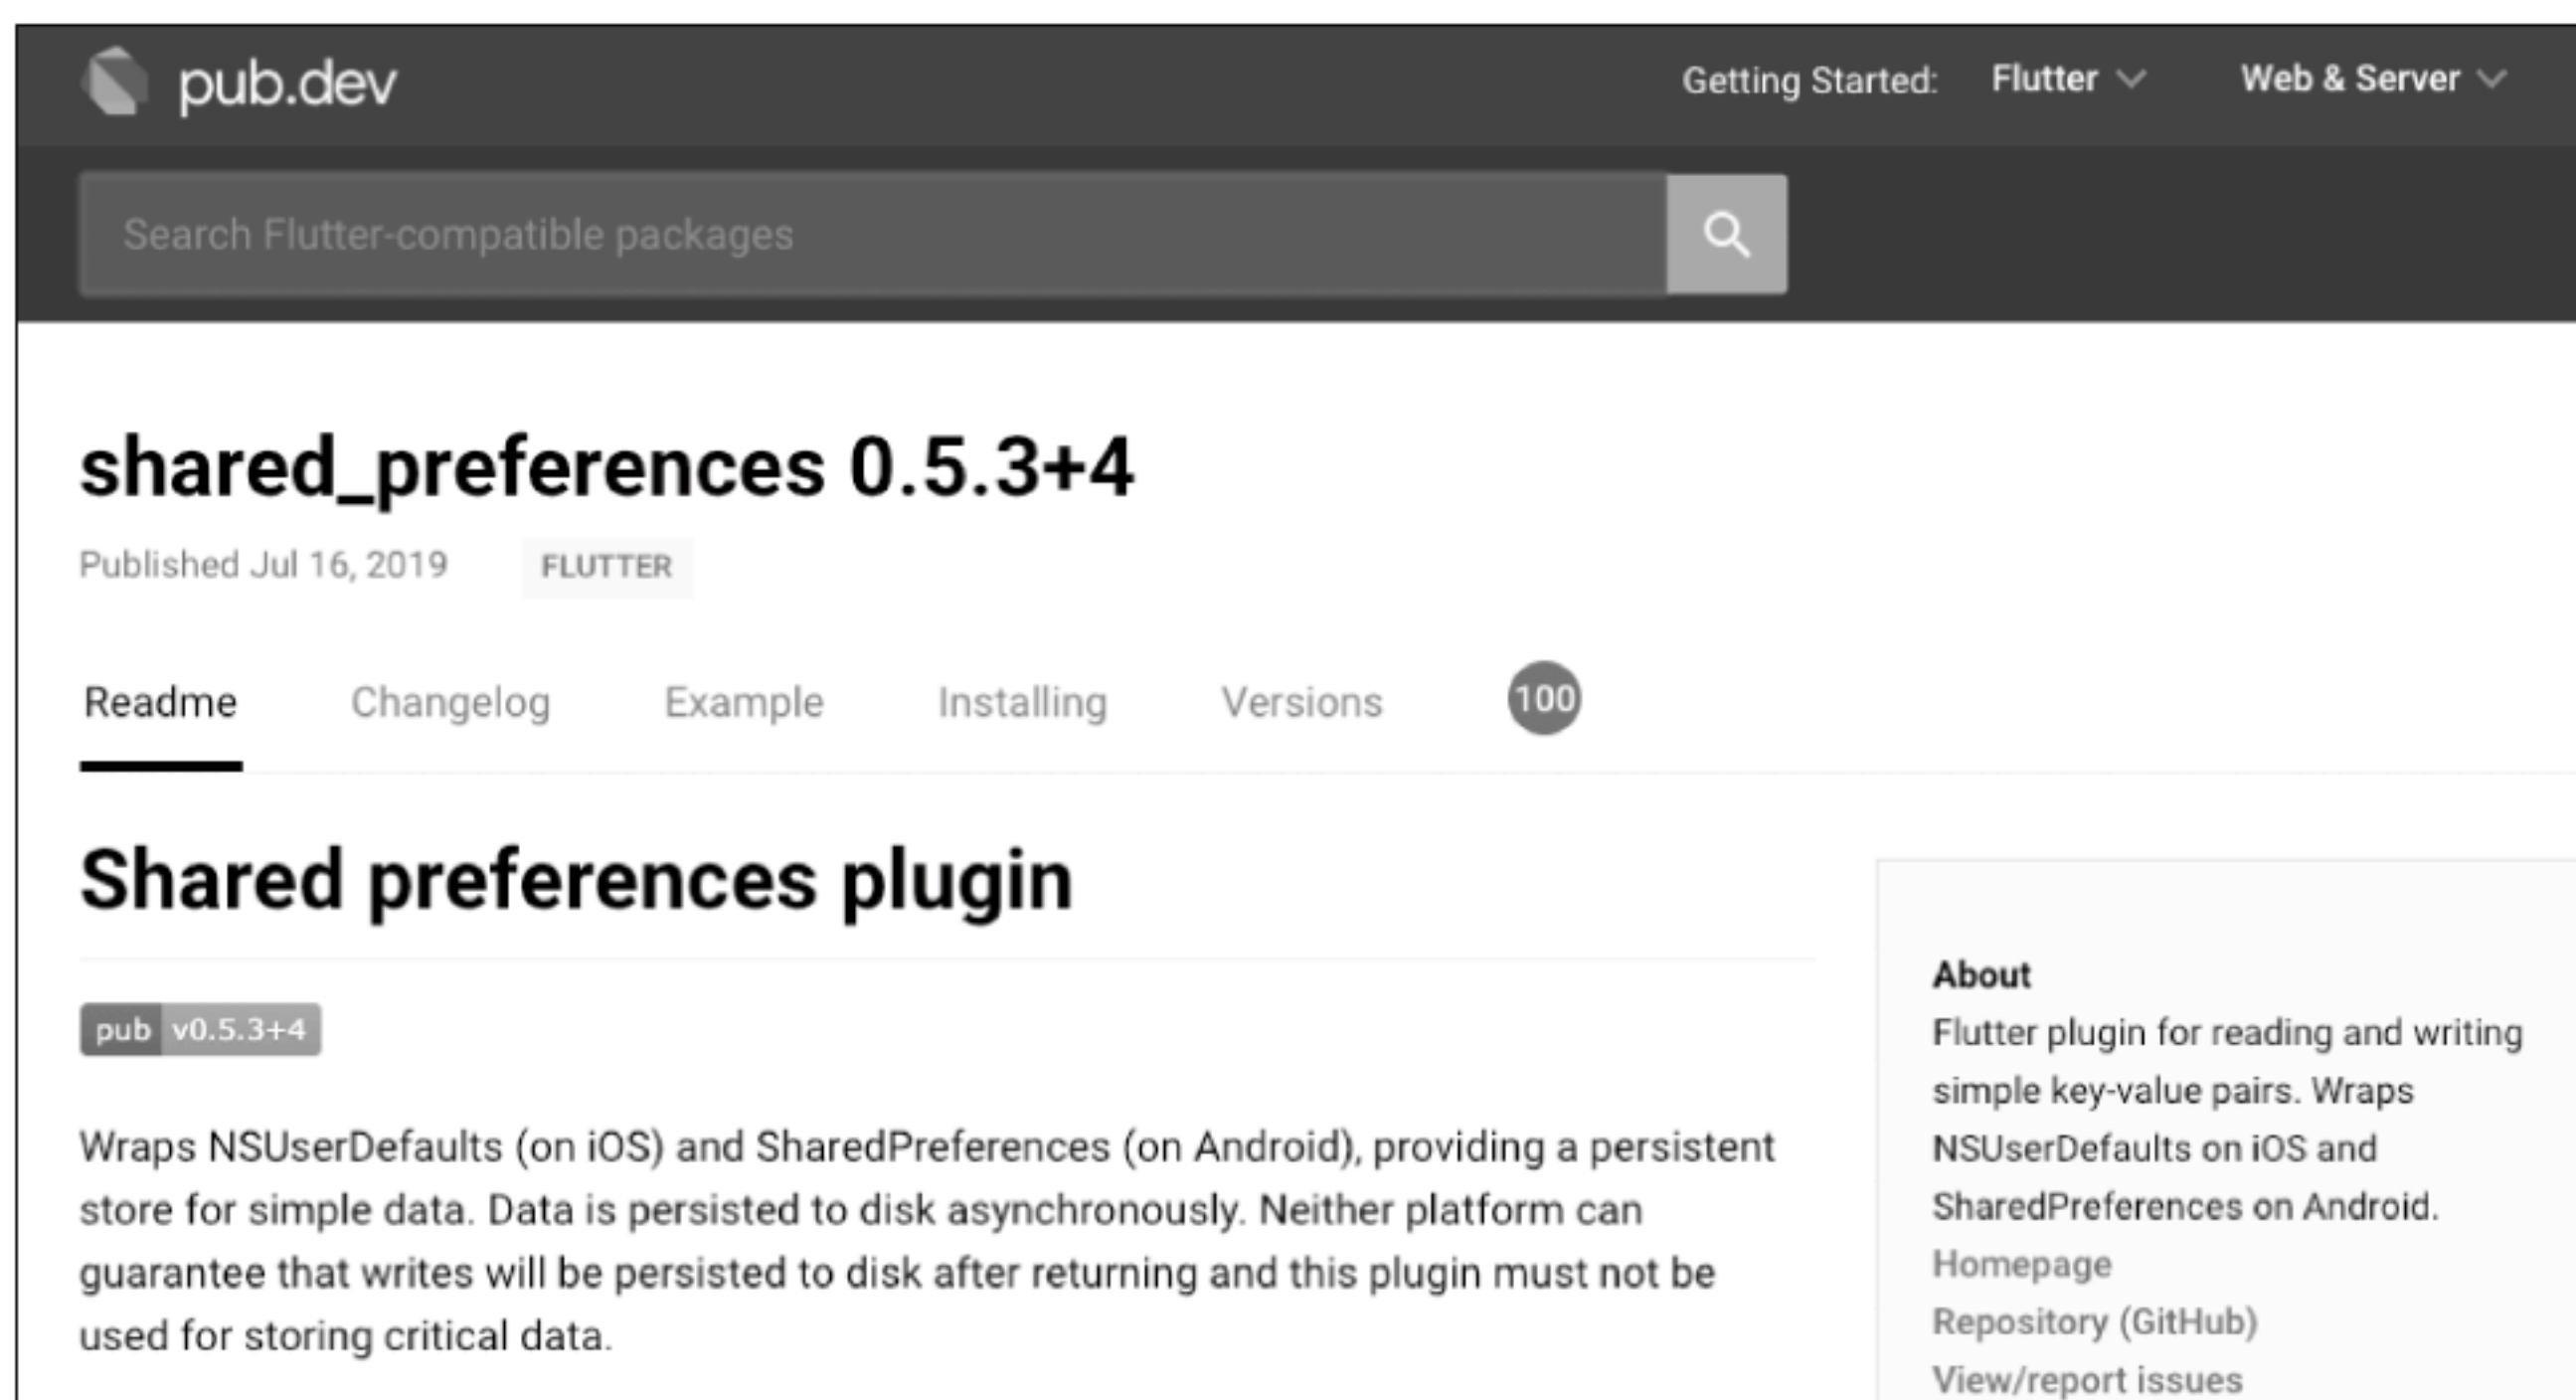 pub.dev
Getting Started: Flutter Web & Server
Search Flutter-compatible packages
shared_preferences 0.5.3+4
Published Jul 16, 2019 FLUTTER
Readme Changelog Example Installing Versions 100
Shared preferences plugin
pub v0.5.3+4
Wraps NSUserDefaults (on iOS) and SharedPreferences (on Android), providing a persistent
store for simple data. Data is persisted to disk asynchronously. Neither platform can
guarantee that writes will be persisted to disk after returning and this plugin must not be
used for storing critical data.
About
Flutter plugin for reading and writing
simple key-value pairs. Wraps
NSUserDefaults on iOS and
SharedPreferences on Android.
Homepage
Repository (GitHub)
View/report issues